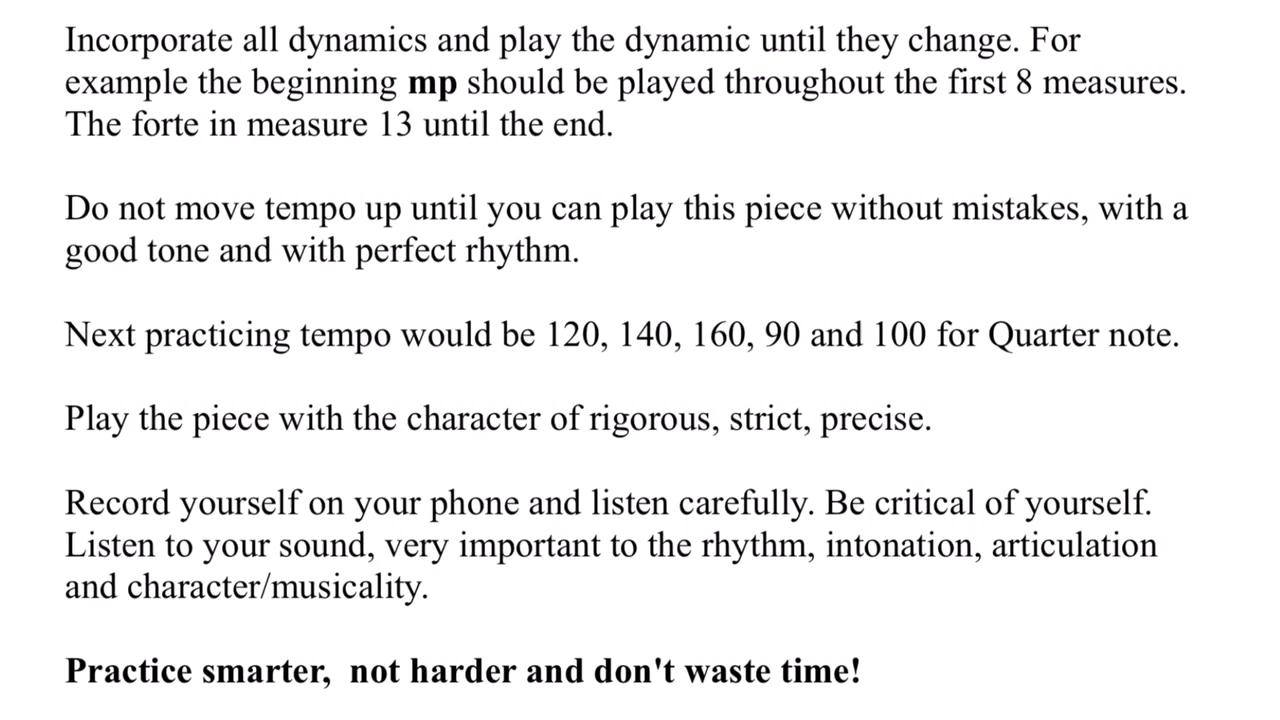 Incorporate all dynamics and play the dynamic until they change. For
example the beginning mp should be played throughout the first 8 measures.
The forte in measure 13 until the end.
Do not move tempo up until you can play this piece without mistakes, with a
good tone and with perfect rhythm.
Next practicing tempo would be 120, 140, 160, 90 and 100 for Quarter note.
Play the piece with the character of rigorous, strict, precise.
Record yourself on your phone and listen carefully. Be critical of yourself.
Listen to your sound, very important to the rhythm, intonation, articulation
and character/musicality.
Practice smarter,  not harder and don't waste time!